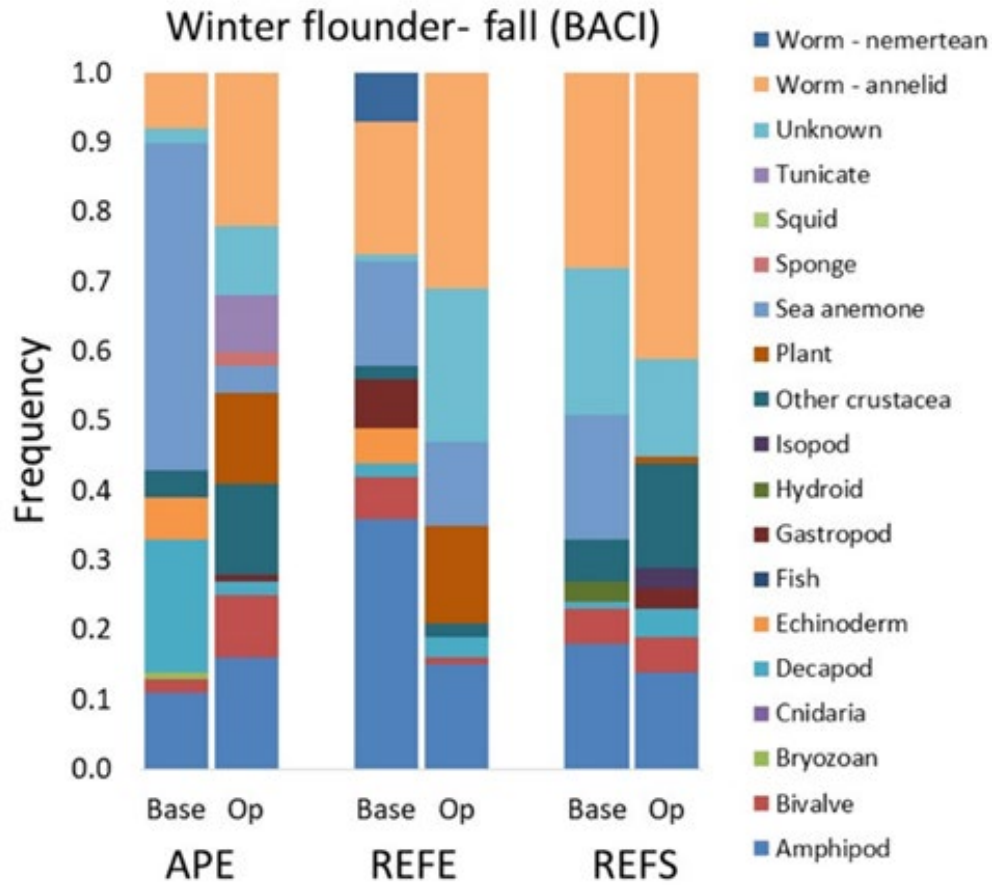 Winter flounder- fall (BACI)
Frequency
1.0
0.9
0.8
0.7
0.6
0.5
0.4
0.3
0.2
0.1
0.0
Base Op
Base Op
Base Op
APE
REFE
REFS
Worm - nemertean
Worm - annelid
Unknown
Tunicate
Squid
Sponge
Sea anemone
Plant
Other crustacea
Isopod
Hydroid
Gastropod
Fish
Echinoderm
Decapod
Cnidaria
Bryozoan
Bivalve
Amphipod